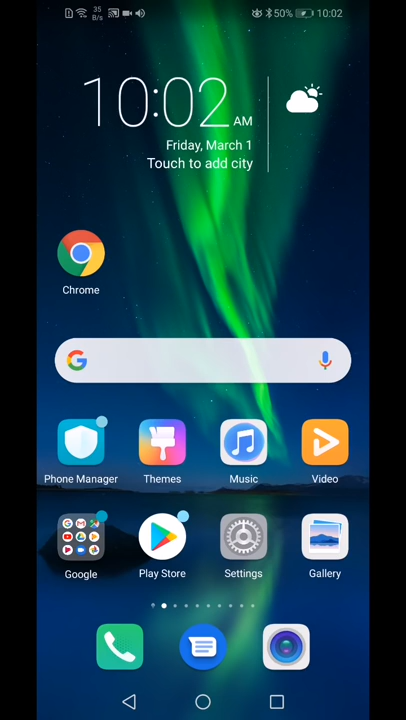 35
B/s
50%
10:02
10:02 AM
Friday, March 1
Touch to add city
Chrome
Phone Manager
Themes
Music
Video
Google
Play Store
Settings
Gallery